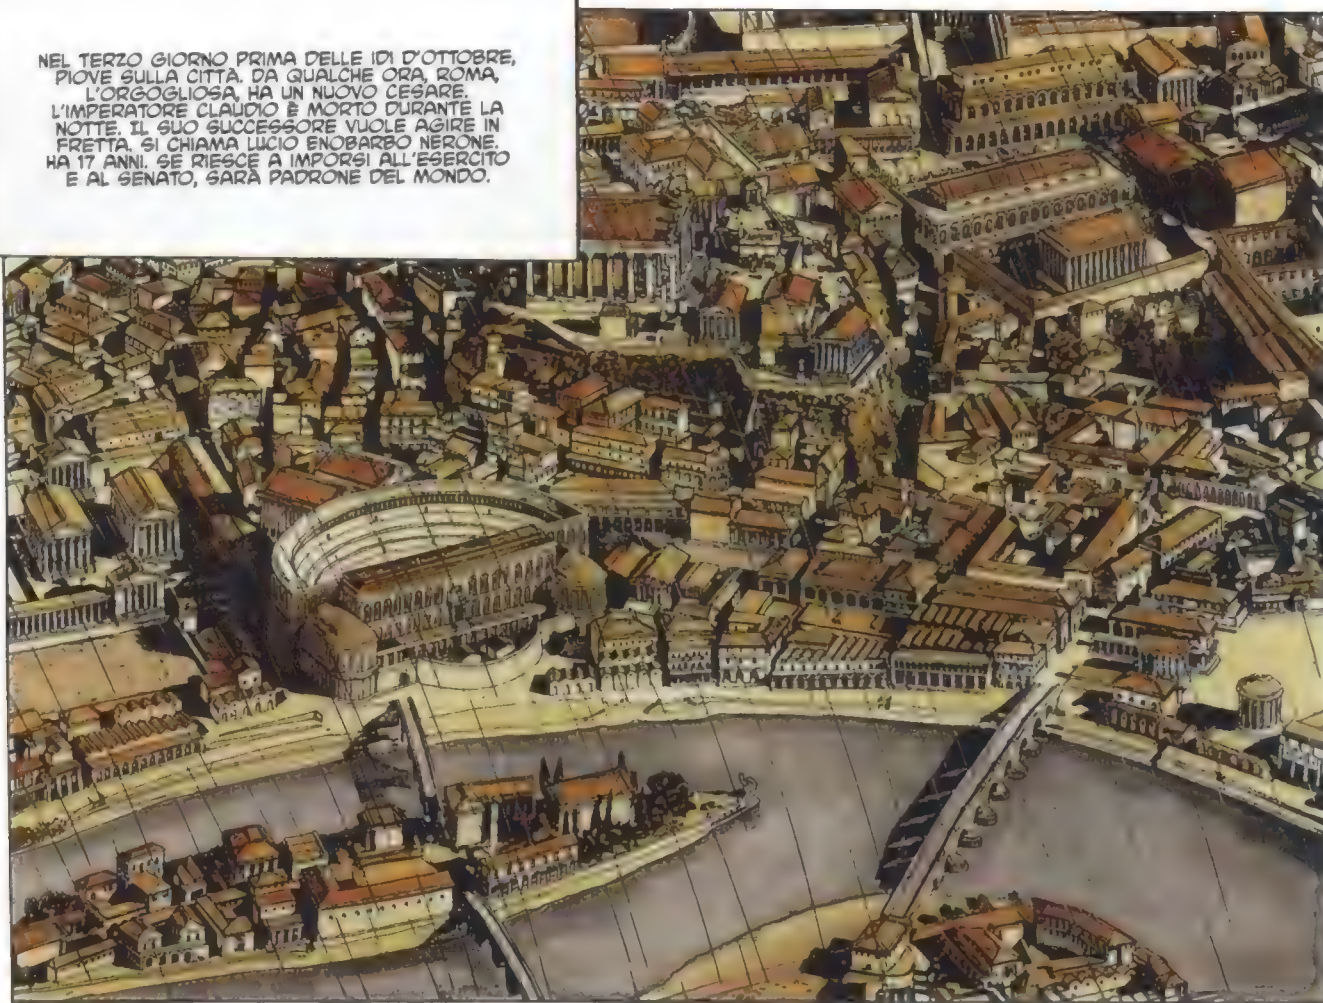 NEL TERZO GIORNO PRIMA DELLE IDI D'OTTOBRE,
PIOVE SULLA CITTÀ. DA QUALCHE ORA, ROMA,
L'ORGOGLIOSA, HA UN NUOVO CESARE.
L'IMPERATORE CLAUDIO È MORTO DURANTE LA
NOTTE. IL SUO SUCCESSORE VUOLE AGIRE IN
FRETTA. SI CHIAMA LUCIO ENOBARBO NERONE.
HA 17 ANNI. SE RIESCE A IMPORSI ALL'ESERCITO
E AL SENATO, SARÀ PADRONE DEL MONDO.